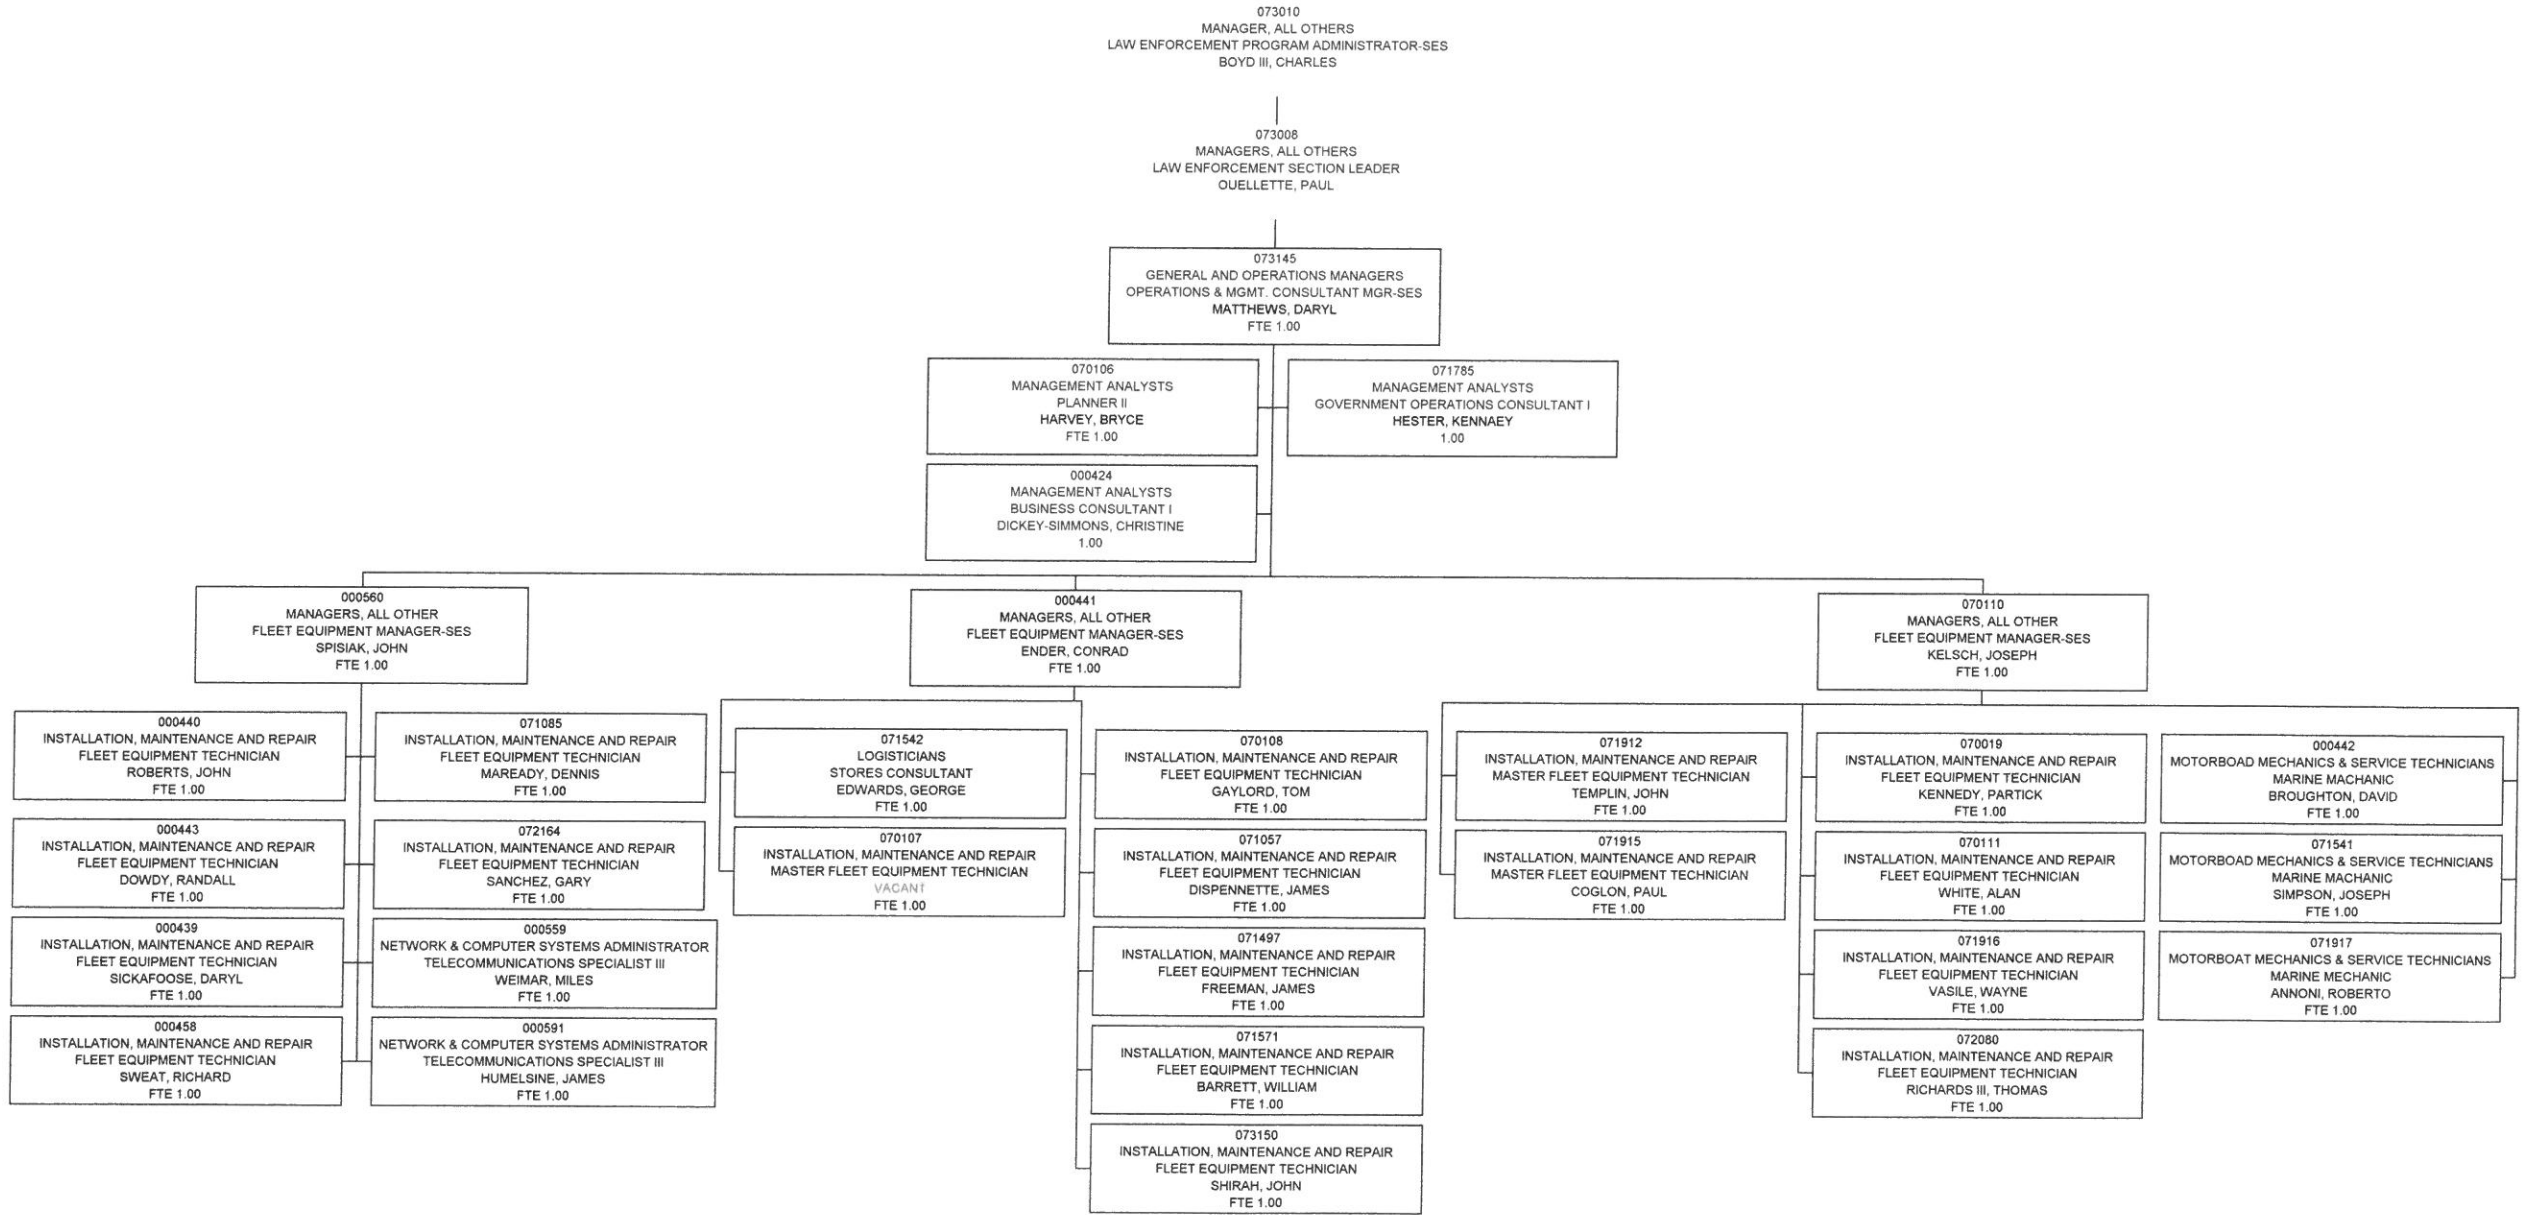 073010
MANAGER, ALL OTHERS
LAW ENFORCEMENT PROGRAM ADMINISTRATOR-SES
BOYD III, CHARLES
073008
MANAGERS, ALL OTHERS
LAW ENFORCEMENT SECTION LEADER
OUELLETTE, PAUL
073145
GENERAL AND OPERATIONS MANAGERS
OPERATIONS & MGMT. CONSULTANT MGR-SES
MATTHEWS, DARYL
FTE 1.00
070106
MANAGEMENT ANALYSTS
PLANNER II
HARVEY, BRYCE
FTE 1.00
071785
MANAGEMENT ANALYSTS
GOVERNMENT OPERATIONS CONSULTANT I
HESTER, KENNAEY
1.00
000424
MANAGEMENT ANALYSTS
BUSINESS CONSULTANT I
DICKEY-SIMMONS, CHRISTINE
1.00
000560
MANAGERS, ALL OTHER
FLEET EQUIPMENT MANAGER-SES
SPISIAK, JOHN
FTE 1.00
000441
MANAGERS, ALL OTHER
FLEET EQUIPMENT MANAGER-SES
ENDER, CONRAD
FTE 1.00
070110
MANAGERS, ALL OTHER
FLEET EQUIPMENT MANAGER-SES
KELSCH, JOSEPH
FTE 1.00
000440
INSTALLATION, MAINTENANCE AND REPAIR
FLEET EQUIPMENT TECHNICIAN
ROBERTS, JOHN
FTE 1.00
071085
INSTALLATION, MAINTENANCE AND REPAIR
FLEET EQUIPMENT TECHNICIAN
MAREADY, DENNIS
FTE 1.00
000443
INSTALLATION, MAINTENANCE AND REPAIR
FLEET EQUIPMENT TECHNICIAN
DOWDY, RANDALL
FTE 1.00
072164
INSTALLATION, MAINTENANCE AND REPAIR
FLEET EQUIPMENT TECHNICIAN
SANCHEZ, GARY
FTE 1.00
000439
INSTALLATION, MAINTENANCE AND REPAIR
FLEET EQUIPMENT TECHNICIAN
SICKAFOOSE, DARYL
FTE 1.00
000559
NETWORK & COMPUTER SYSTEMS ADMINISTRATOR
TELECOMMUNICATIONS SPECIALIST III
WEIMAR, MILES
FTE 1.00
000458
INSTALLATION, MAINTENANCE AND REPAIR
FLEET EQUIPMENT TECHNICIAN
SWEAT, RICHARD
FTE 1.00
000591
NETWORK & COMPUTER SYSTEMS ADMINISTRATOR
TELECOMMUNICATIONS SPECIALIST III
HUMELSINE, JAMES
FTE 1.00
071542
LOGISTICIANS
STORES CONSULTANT
EDWARDS, GEORGE
FTE 1.00
070107
INSTALLATION, MAINTENANCE AND REPAIR
MASTER FLEET EQUIPMENT TECHNICIAN
VACANT
FTE 1.00
070108
INSTALLATION, MAINTENANCE AND REPAIR
FLEET EQUIPMENT TECHNICIAN
GAYLORD, TOM
FTE 1.00
071057
INSTALLATION, MAINTENANCE AND REPAIR
FLEET EQUIPMENT TECHNICIAN
DISPENNETTE, JAMES
FTE 1.00
071497
INSTALLATION, MAINTENANCE AND REPAIR
FLEET EQUIPMENT TECHNICIAN
FREEMAN, JAMES
FTE 1.00
071571
INSTALLATION, MAINTENANCE AND REPAIR
FLEET EQUIPMENT TECHNICIAN
BARRETT, WILLIAM
FTE 1.00
073150
INSTALLATION, MAINTENANCE AND REPAIR
FLEET EQUIPMENT TECHNICIAN
SHIRAH, JOHN
FTE 1.00
071912
INSTALLATION, MAINTENANCE AND REPAIR
MASTER FLEET EQUIPMENT TECHNICIAN
TEMPLIN, JOHN
FTE 1.00
071915
INSTALLATION, MAINTENANCE AND REPAIR
MASTER FLEET EQUIPMENT TECHNICIAN
COGLON, PAUL
FTE 1.00
070019
INSTALLATION, MAINTENANCE AND REPAIR
FLEET EQUIPMENT TECHNICIAN
KENNEDY, PARTICK
FTE 1.00
070111
INSTALLATION, MAINTENANCE AND REPAIR
FLEET EQUIPMENT TECHNICIAN
WHITE, ALAN
FTE 1.00
071916
INSTALLATION, MAINTENANCE AND REPAIR
FLEET EQUIPMENT TECHNICIAN
VASILE, WAYNE
FTE 1.00
072080
INSTALLATION, MAINTENANCE AND REPAIR
FLEET EQUIPMENT TECHNICIAN
RICHARDS III, THOMAS
FTE 1.00
000442
MOTORBOAD MECHANICS & SERVICE TECHNICIANS
MARINE MACHANIC
BROUGHTON, DAVID
FTE 1.00
071541
MOTORBOAD MECHANICS & SERVICE TECHNICIANS
MARINE MACHANIC
SIMPSON, JOSEPH
FTE 1.00
071917
MOTORBOAT MECHANICS & SERVICE TECHNICIANS
MARINE MECHANIC
ANNONI, ROBERTO
FTE 1.00